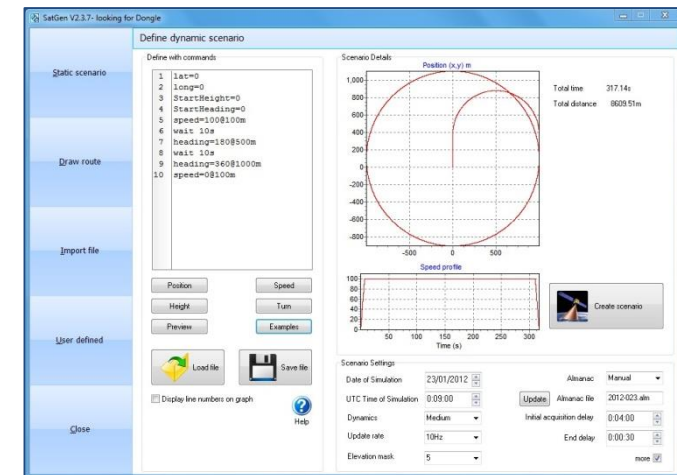 SatGen V2.3.7- looking for Dongle
Static scenario
Draw route
Import file
User defined
Close
Define dynamic scenario
Define with commands
1 lat=0
2 long=0
3 StartHeight=0
4 StartHeading=0
5 speed=100@100m
6 wait 10s
7 heading=180@500m
8 wait 10s
9 heading=360@1000m
10 speed=0@100m
Position Speed
Height Turn
Preview Examples
Load file Save file
Display line numbers on graph
Help
Scenario Details
Position (x,y) m
1,000
800
600
400
200
0
-200
-400
-600
-800
-500 0 500
Total time 317.14s
Total distance 8609.51m
Speed profile
100
80
60
40
20
0
50 100 150 200 250 300
Time (s)
Create scenario
Scenario Settings
Date of Simulation 23/01/2012 Almanac Manual
UTC Time of Simulation 0:09:00 Update Almanac file 2012-023.alm
Dynamics Medium Initial acquisition delay 0:04:00
Update rate 10Hz End delay 0:00:30
Elevation mask 5 more